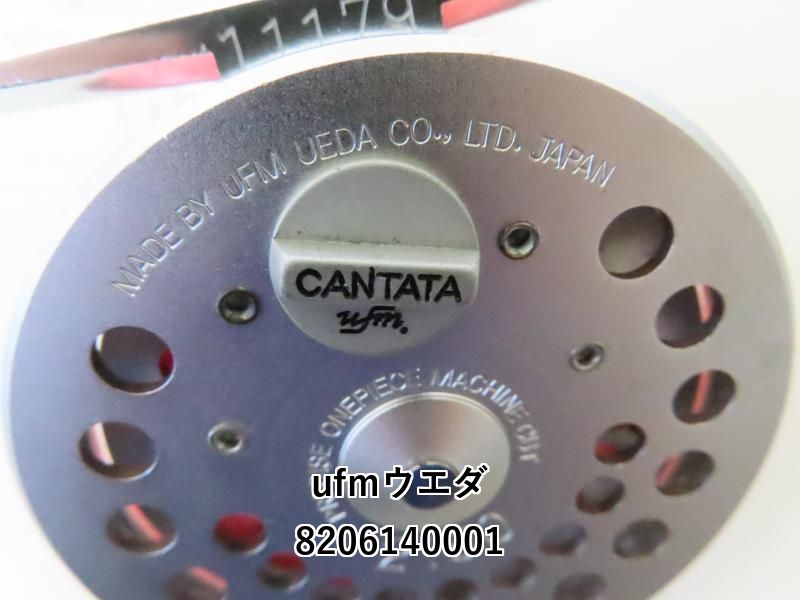 11179
MADE BY UFM UEDA CO., LTD. JAPAN
CANTATA
ufm.
ONEPIECE MACHINE CUT
ufmウエダ
8206140001